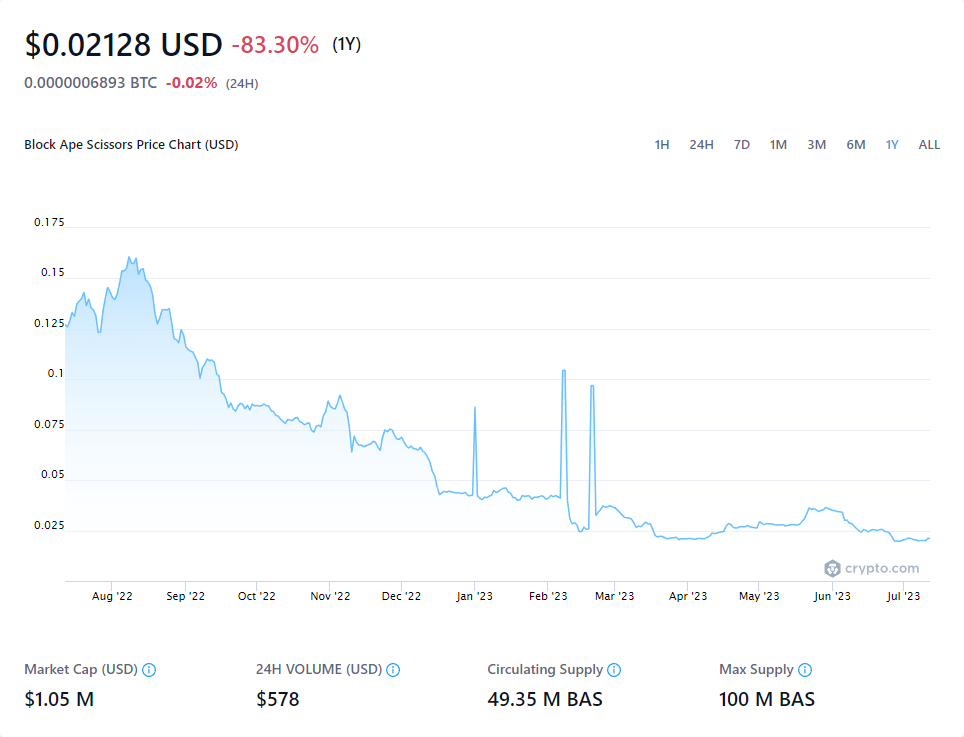 $0.02128 USD -83.30% (1Y)
0.0000006893 BTC -0.02% (24H)
Block Ape Scissors Price Chart (USD) 1H 24H 7D 1M 3M 6M 1Y ALL
0.175
0.15
0.125
0.1
0.075
0.05
0.025
crypto.com
Aug '22 Sep '22 Oct '22 Nov '22 Dec '22 Jan '23 Feb '23 Mar '23 Apr '23 May '23 Jun '23 Jul '23
Market Cap (USD) 24H VOLUME (USD) Circulating Supply Max Supply
$1.05 M $578 49.35 M BAS 100 M BAS